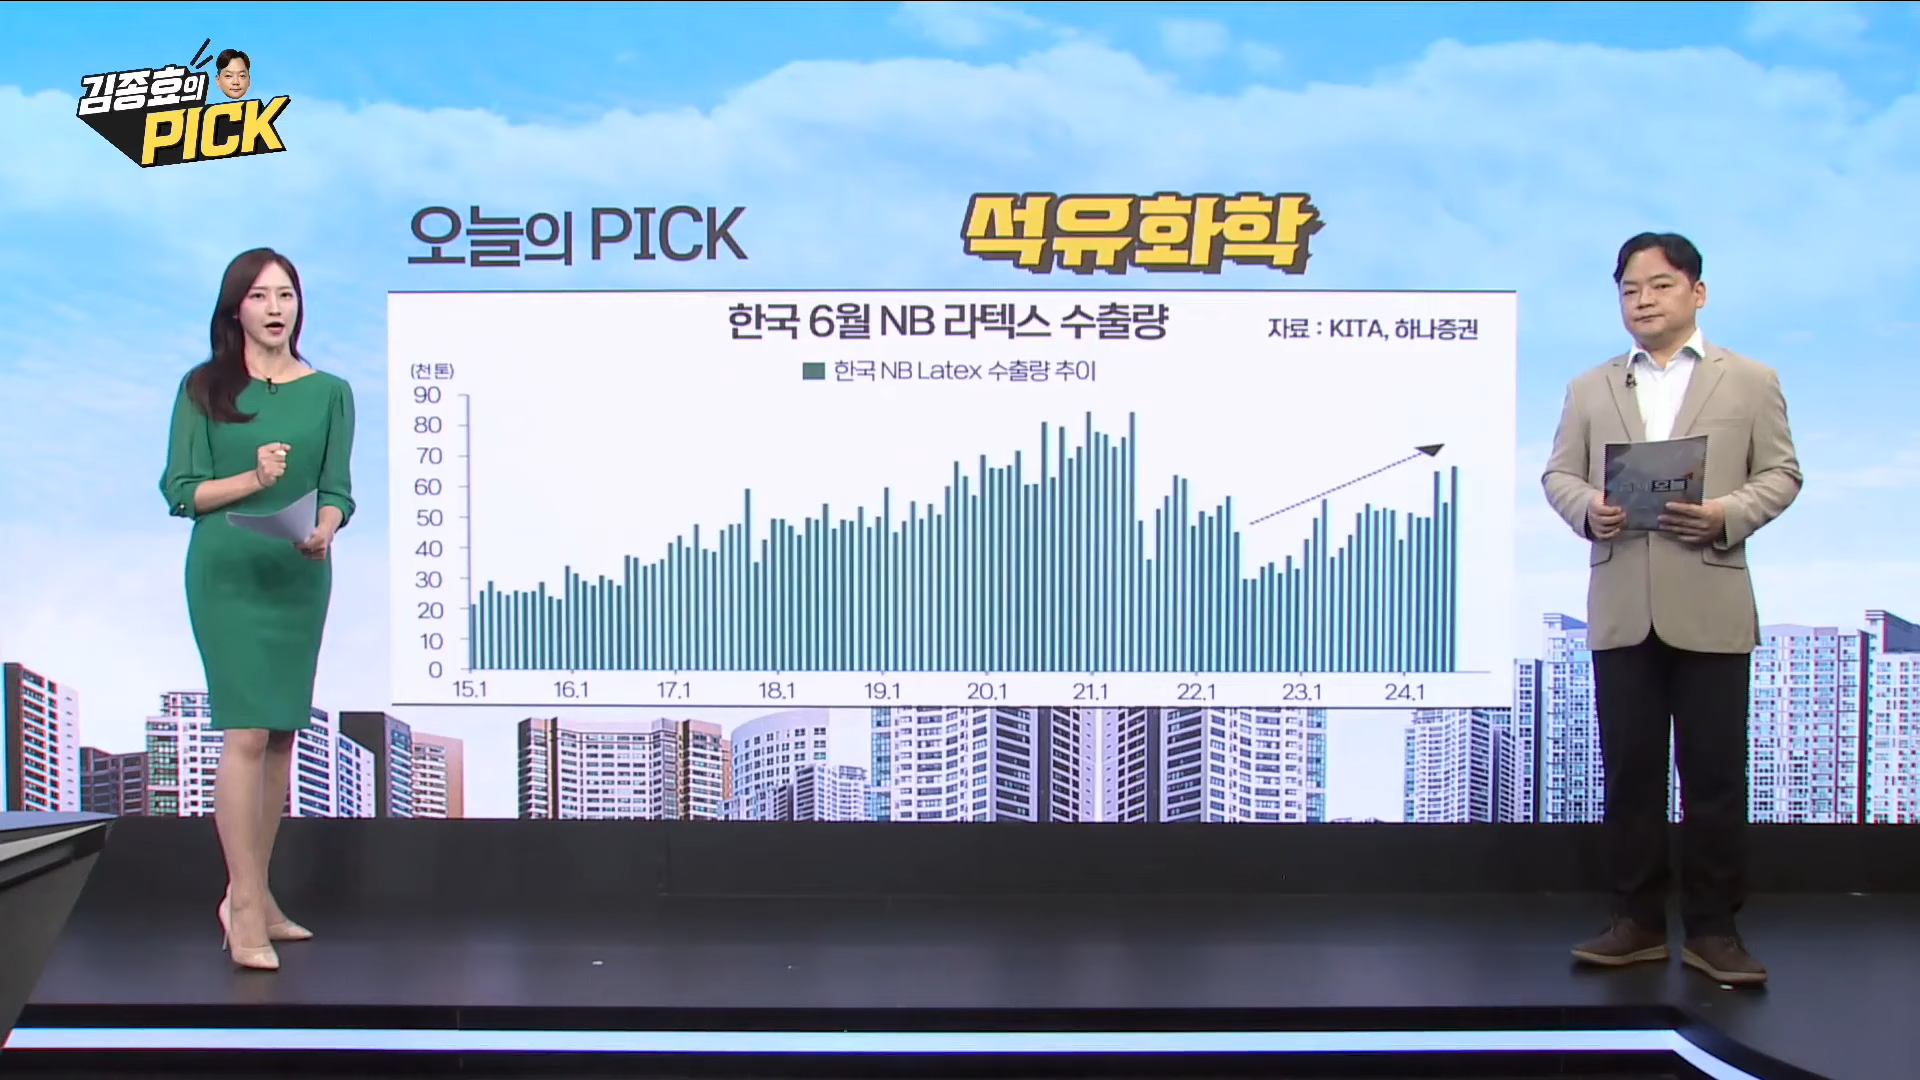 김종효의
PICK
오늘의 PICK
석유화학
한국 6월 NB 라텍스 수출량
자료 : KITA, 하나증권
(천 톤)
한국 NB Latex 수출량 추이
90
80
70
60
50
40
30
20
10
0
15.1 16.1 17.1 18.1 19.1 20.1 21.1 22.1 23.1 24.1
오늘